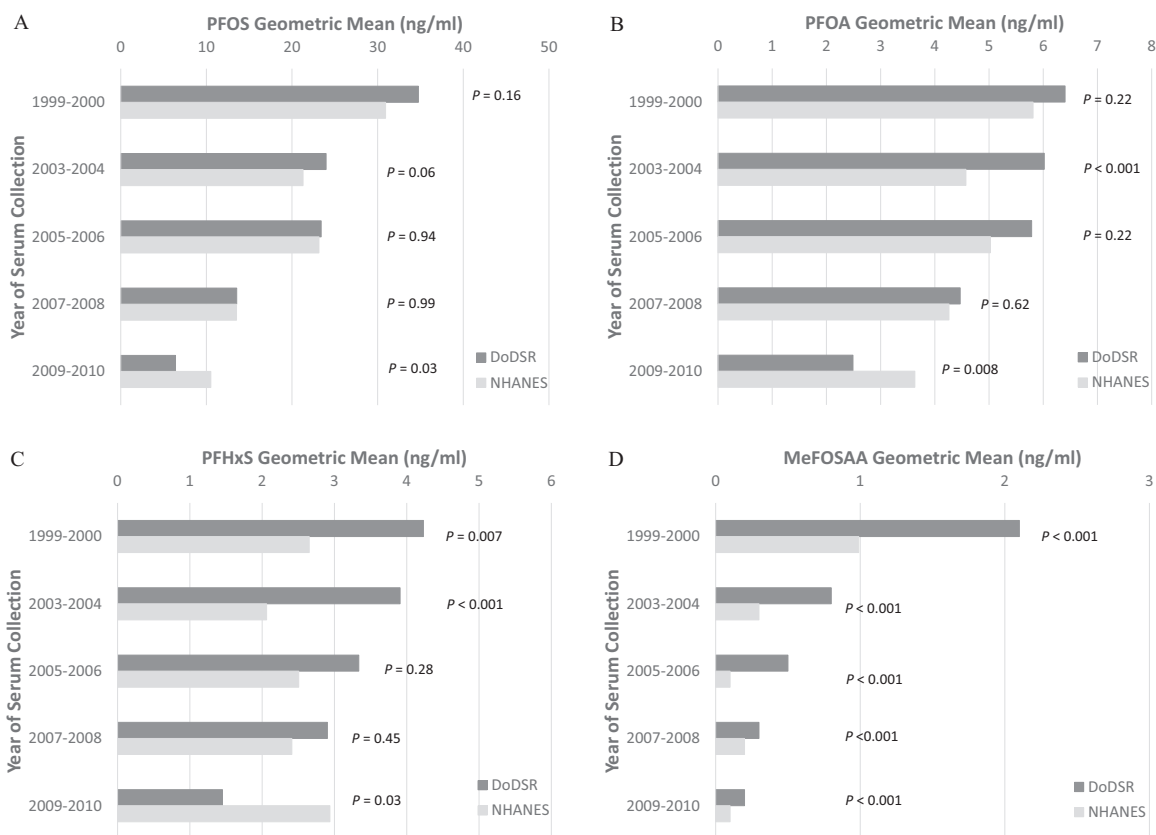 A
PFOS Geometric Mean (ng/ml)
0 10 20 30 40 50
Year of Serum Collection
1999-2000
P = 0.16
2003-2004
P = 0.06
2005-2006
P = 0.94
2007-2008
P = 0.99
2009-2010
P = 0.03
DoDSR
NHANES
B
PFOA Geometric Mean (ng/ml)
0 1 2 3 4 5 6 7 8
Year of Serum Collection
1999-2000
P = 0.22
2003-2004
P < 0.001
2005-2006
P = 0.22
2007-2008
P = 0.62
2009-2010
P = 0.008
DoDSR
NHANES
C
PFHxS Geometric Mean (ng/ml)
0 1 2 3 4 5 6
Year of Serum Collection
1999-2000
P = 0.007
2003-2004
P < 0.001
2005-2006
P = 0.28
2007-2008
P = 0.45
2009-2010
P = 0.03
DoDSR
NHANES
D
MeFOSAA Geometric Mean (ng/ml)
0 1 2 3
Year of Serum Collection
1999-2000
P < 0.001
2003-2004
P < 0.001
2005-2006
P < 0.001
2007-2008
P <0.001
2009-2010
P < 0.001
DoDSR
NHANES